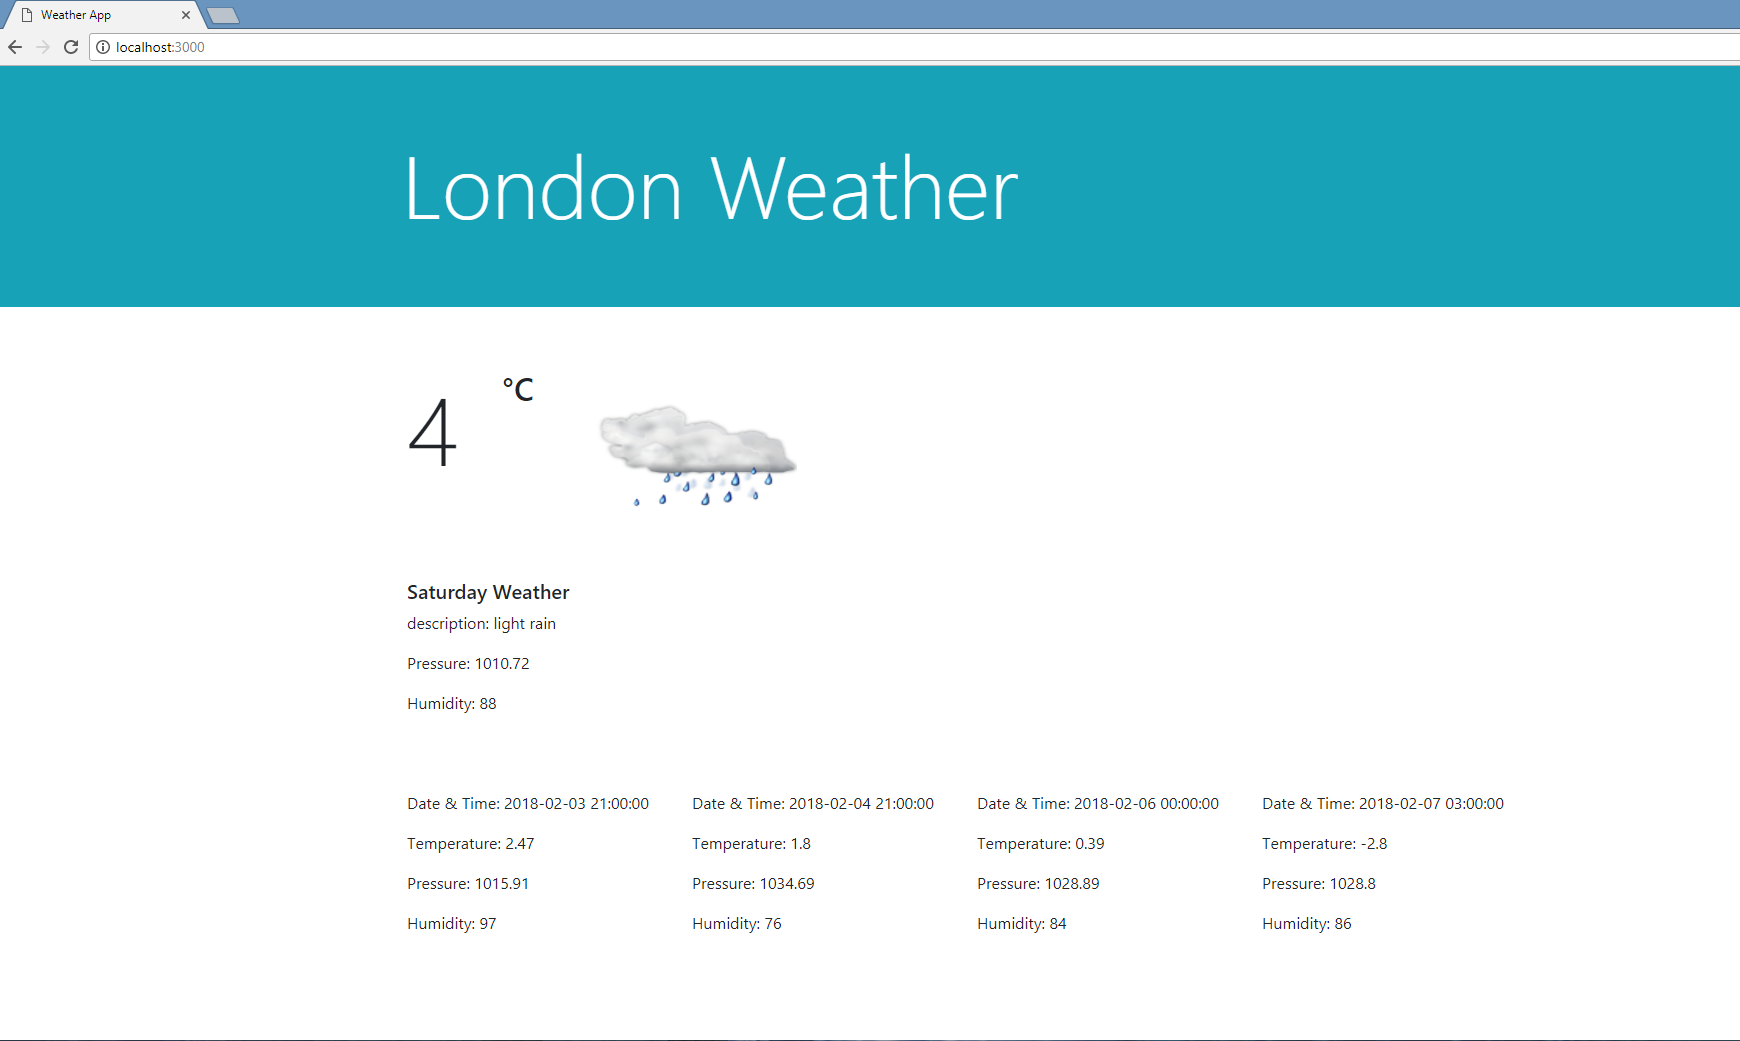 Weather App
localhost:3000
London Weather
4 °C
Saturday Weather
description: light rain
Pressure: 1010.72
Humidity: 88
Date & Time: 2018-02-03 21:00:00
Temperature: 2.47
Pressure: 1015.91
Humidity: 97
Date & Time: 2018-02-04 21:00:00
Temperature: 1.8
Pressure: 1034.69
Humidity: 76
Date & Time: 2018-02-06 00:00:00
Temperature: 0.39
Pressure: 1028.89
Humidity: 84
Date & Time: 2018-02-07 03:00:00
Temperature: -2.8
Pressure: 1028.8
Humidity: 86